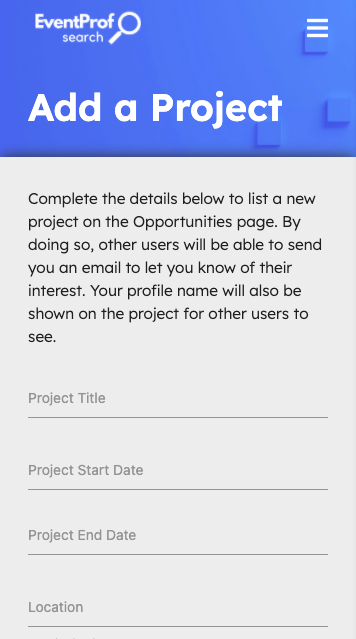 EventProf
search
Add a Project
Complete the details below to list a new
project on the Opportunities page. By
doing so, other users will be able to send
you an email to let you know of their
interest. Your profile name will also be
shown on the project for other users to
see.
Project Title
Project Start Date
Project End Date
Location